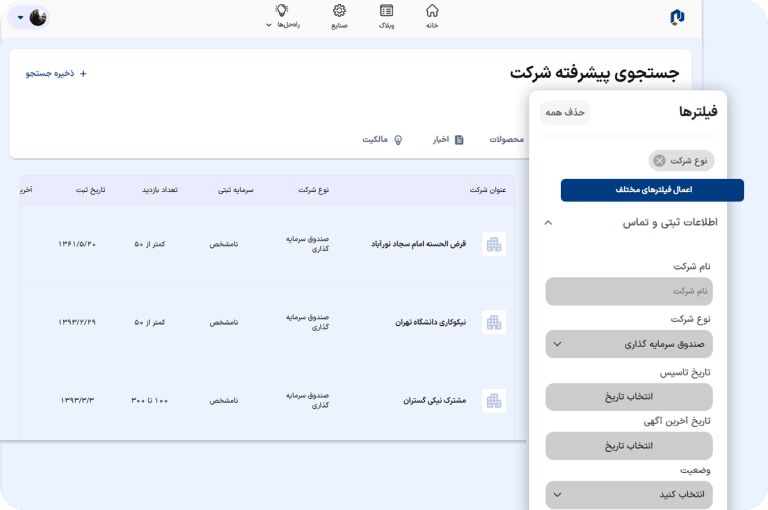 خانه
وبلاگ
صنایع
راه‌حل‌ها
جستجوی پیشرفته شرکت
+ ذخیره جستجو
محصولات
اخبار
مالکیت
عنوان شرکت
نوع شرکت
سرمایه ثبتی
تعداد بازدید
تاریخ ثبت
آخری
قرض الحسنه امام سجاد نورآباد
صندوق سرمایه
گذاری
نامشخص
کمتر از ۵۰
۱۳۶۱/۵/۲۰
نیکوکاری دانشگاه تهران
صندوق سرمایه
گذاری
نامشخص
کمتر از ۵۰
۱۳۹۳/۲/۲۹
مشترک نیکی گستران
صندوق سرمایه
گذاری
نامشخص
۱۰۰ تا ۳۰۰
۱۳۹۳/۳/۳
فیلترها
حذف همه
نوع شرکت
اعمال فیلترهای مختلف
اطلاعات ثبتی و تماس
نام شرکت
نام شرکت
نوع شرکت
صندوق سرمایه گذاری
تاریخ تاسیس
انتخاب تاریخ
تاریخ آخرین آگهی
انتخاب تاریخ
وضعیت
انتخاب کنید